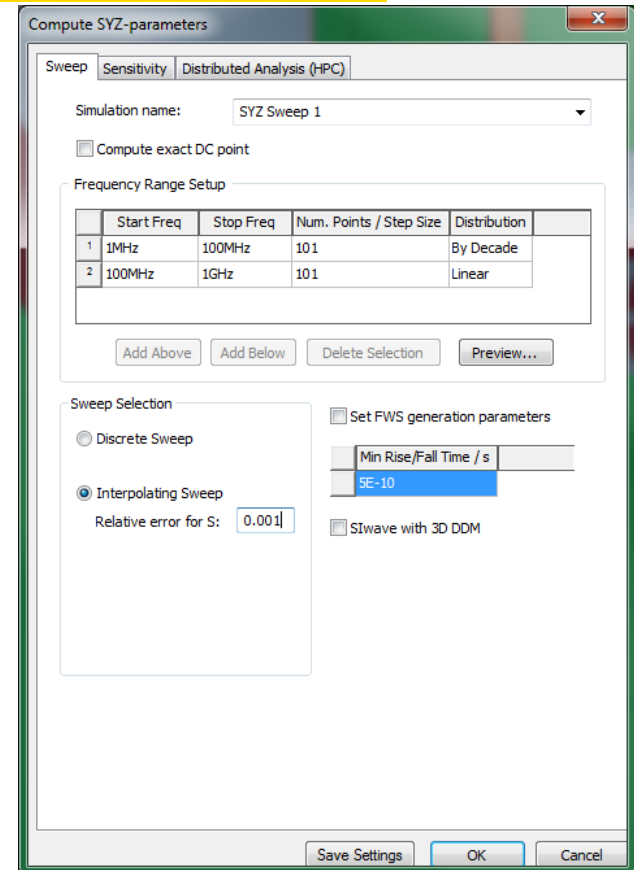 Compute SYZ-parameters
Sweep Sensitivity Distributed Analysis (HPC)
Simulation name: SYZ Sweep 1
Compute exact DC point
Frequency Range Setup
Start Freq Stop Freq Num. Points / Step Size Distribution
1 1MHz 100MHz 101 By Decade
2 100MHz 1GHz 101 Linear
Add Above Add Below Delete Selection Preview...
Sweep Selection
Set FWS generation parameters
Discrete Sweep
Min Rise/Fall Time / s
5E-10
Interpolating Sweep
Relative error for S: 0.001
SIwave with 3D DDM
Save Settings OK Cancel